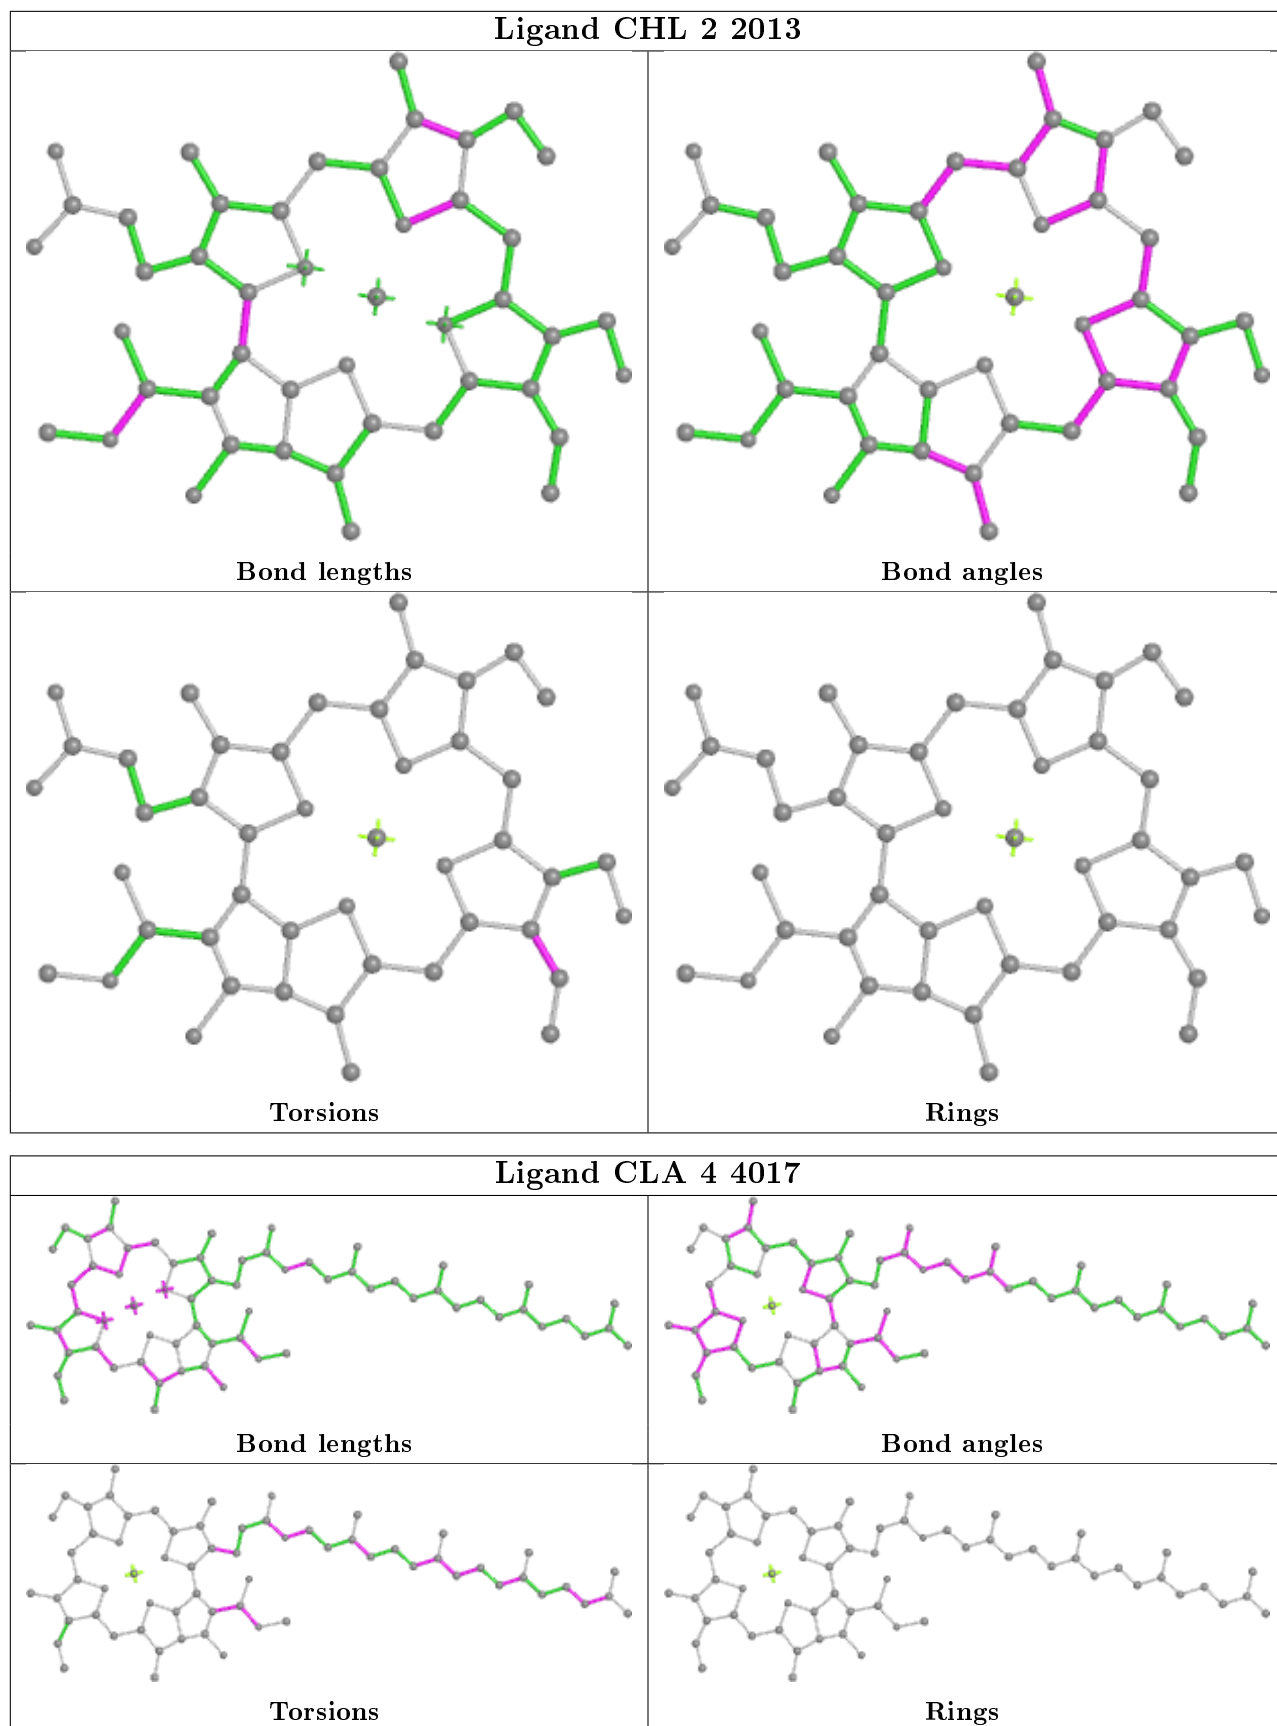 Ligand CHL 2 2013
Bond lengths
Bond angles
Torsions
Rings
Ligand CLA 4 4017
Bond lengths
Bond angles
Torsions
Rings